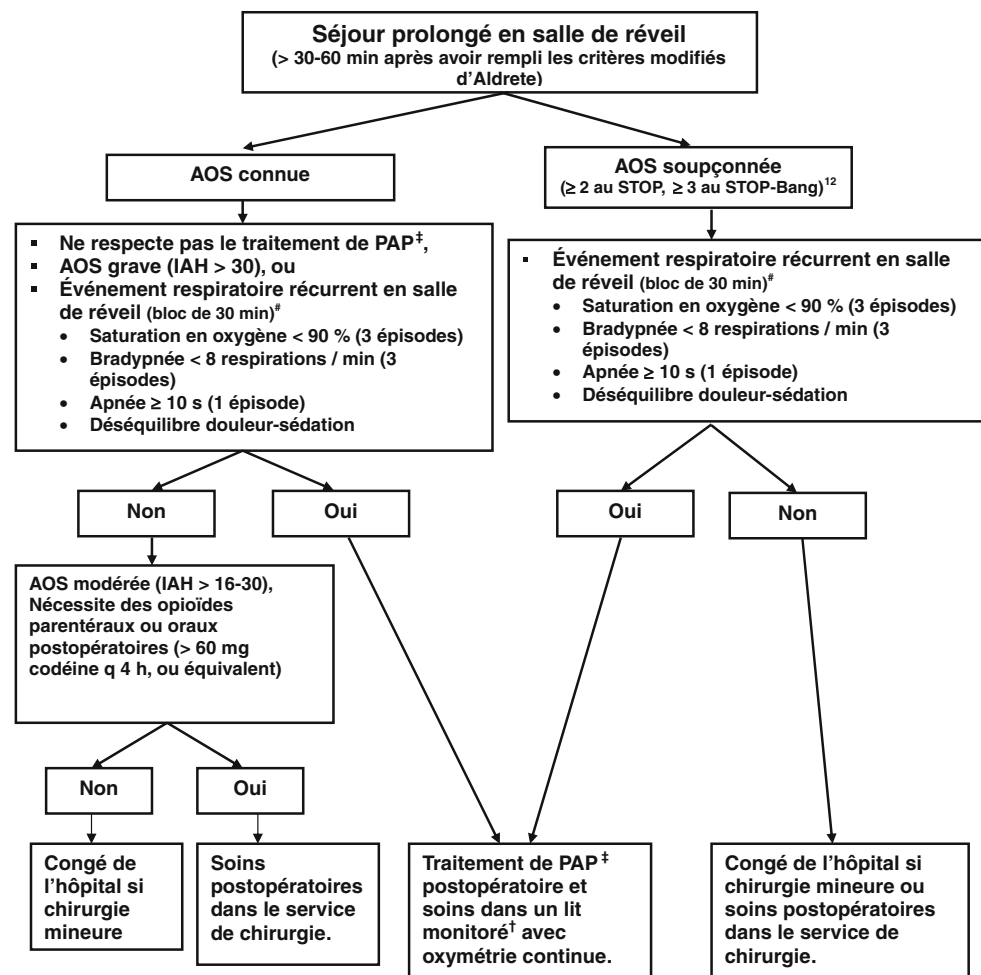 Séjour prolongé en salle de réveil
(> 30-60 min après avoir rempli les critères modifiés
d’Aldrete)
AOS connue
AOS soupçonnée
(≥ 2 au STOP, ≥ 3 au STOP-Bang)12
▪ Ne respecte pas le traitement de PAP‡,
▪ AOS grave (IAH > 30), ou
▪ Événement respiratoire récurrent en salle
de réveil (bloc de 30 min)#
• Saturation en oxygène < 90 % (3 épisodes)
• Bradypnée < 8 respirations / min (3
épisodes)
• Apnée ≥ 10 s (1 épisode)
• Déséquilibre douleur-sédation
▪ Événement respiratoire récurrent en salle
de réveil (bloc de 30 min)#
• Saturation en oxygène < 90 % (3 épisodes)
• Bradypnée < 8 respirations / min (3
épisodes)
• Apnée ≥ 10 s (1 épisode)
• Déséquilibre douleur-sédation
Non
Oui
Oui
Non
AOS modérée (IAH > 16-30),
Nécessite des opioïdes
parentéraux ou oraux
postopératoires (> 60 mg
codéine q 4 h, ou équivalent)
Non
Oui
Congé de
l’hôpital si
chirurgie
mineure
Soins
postopératoires
dans le service
de chirurgie.
Traitement de PAP ‡
postopératoire et
soins dans un lit
monitoré† avec
oxymétrie continue.
Congé de l’hôpital si
chirurgie mineure ou
soins postopératoires
dans le service de
chirurgie.